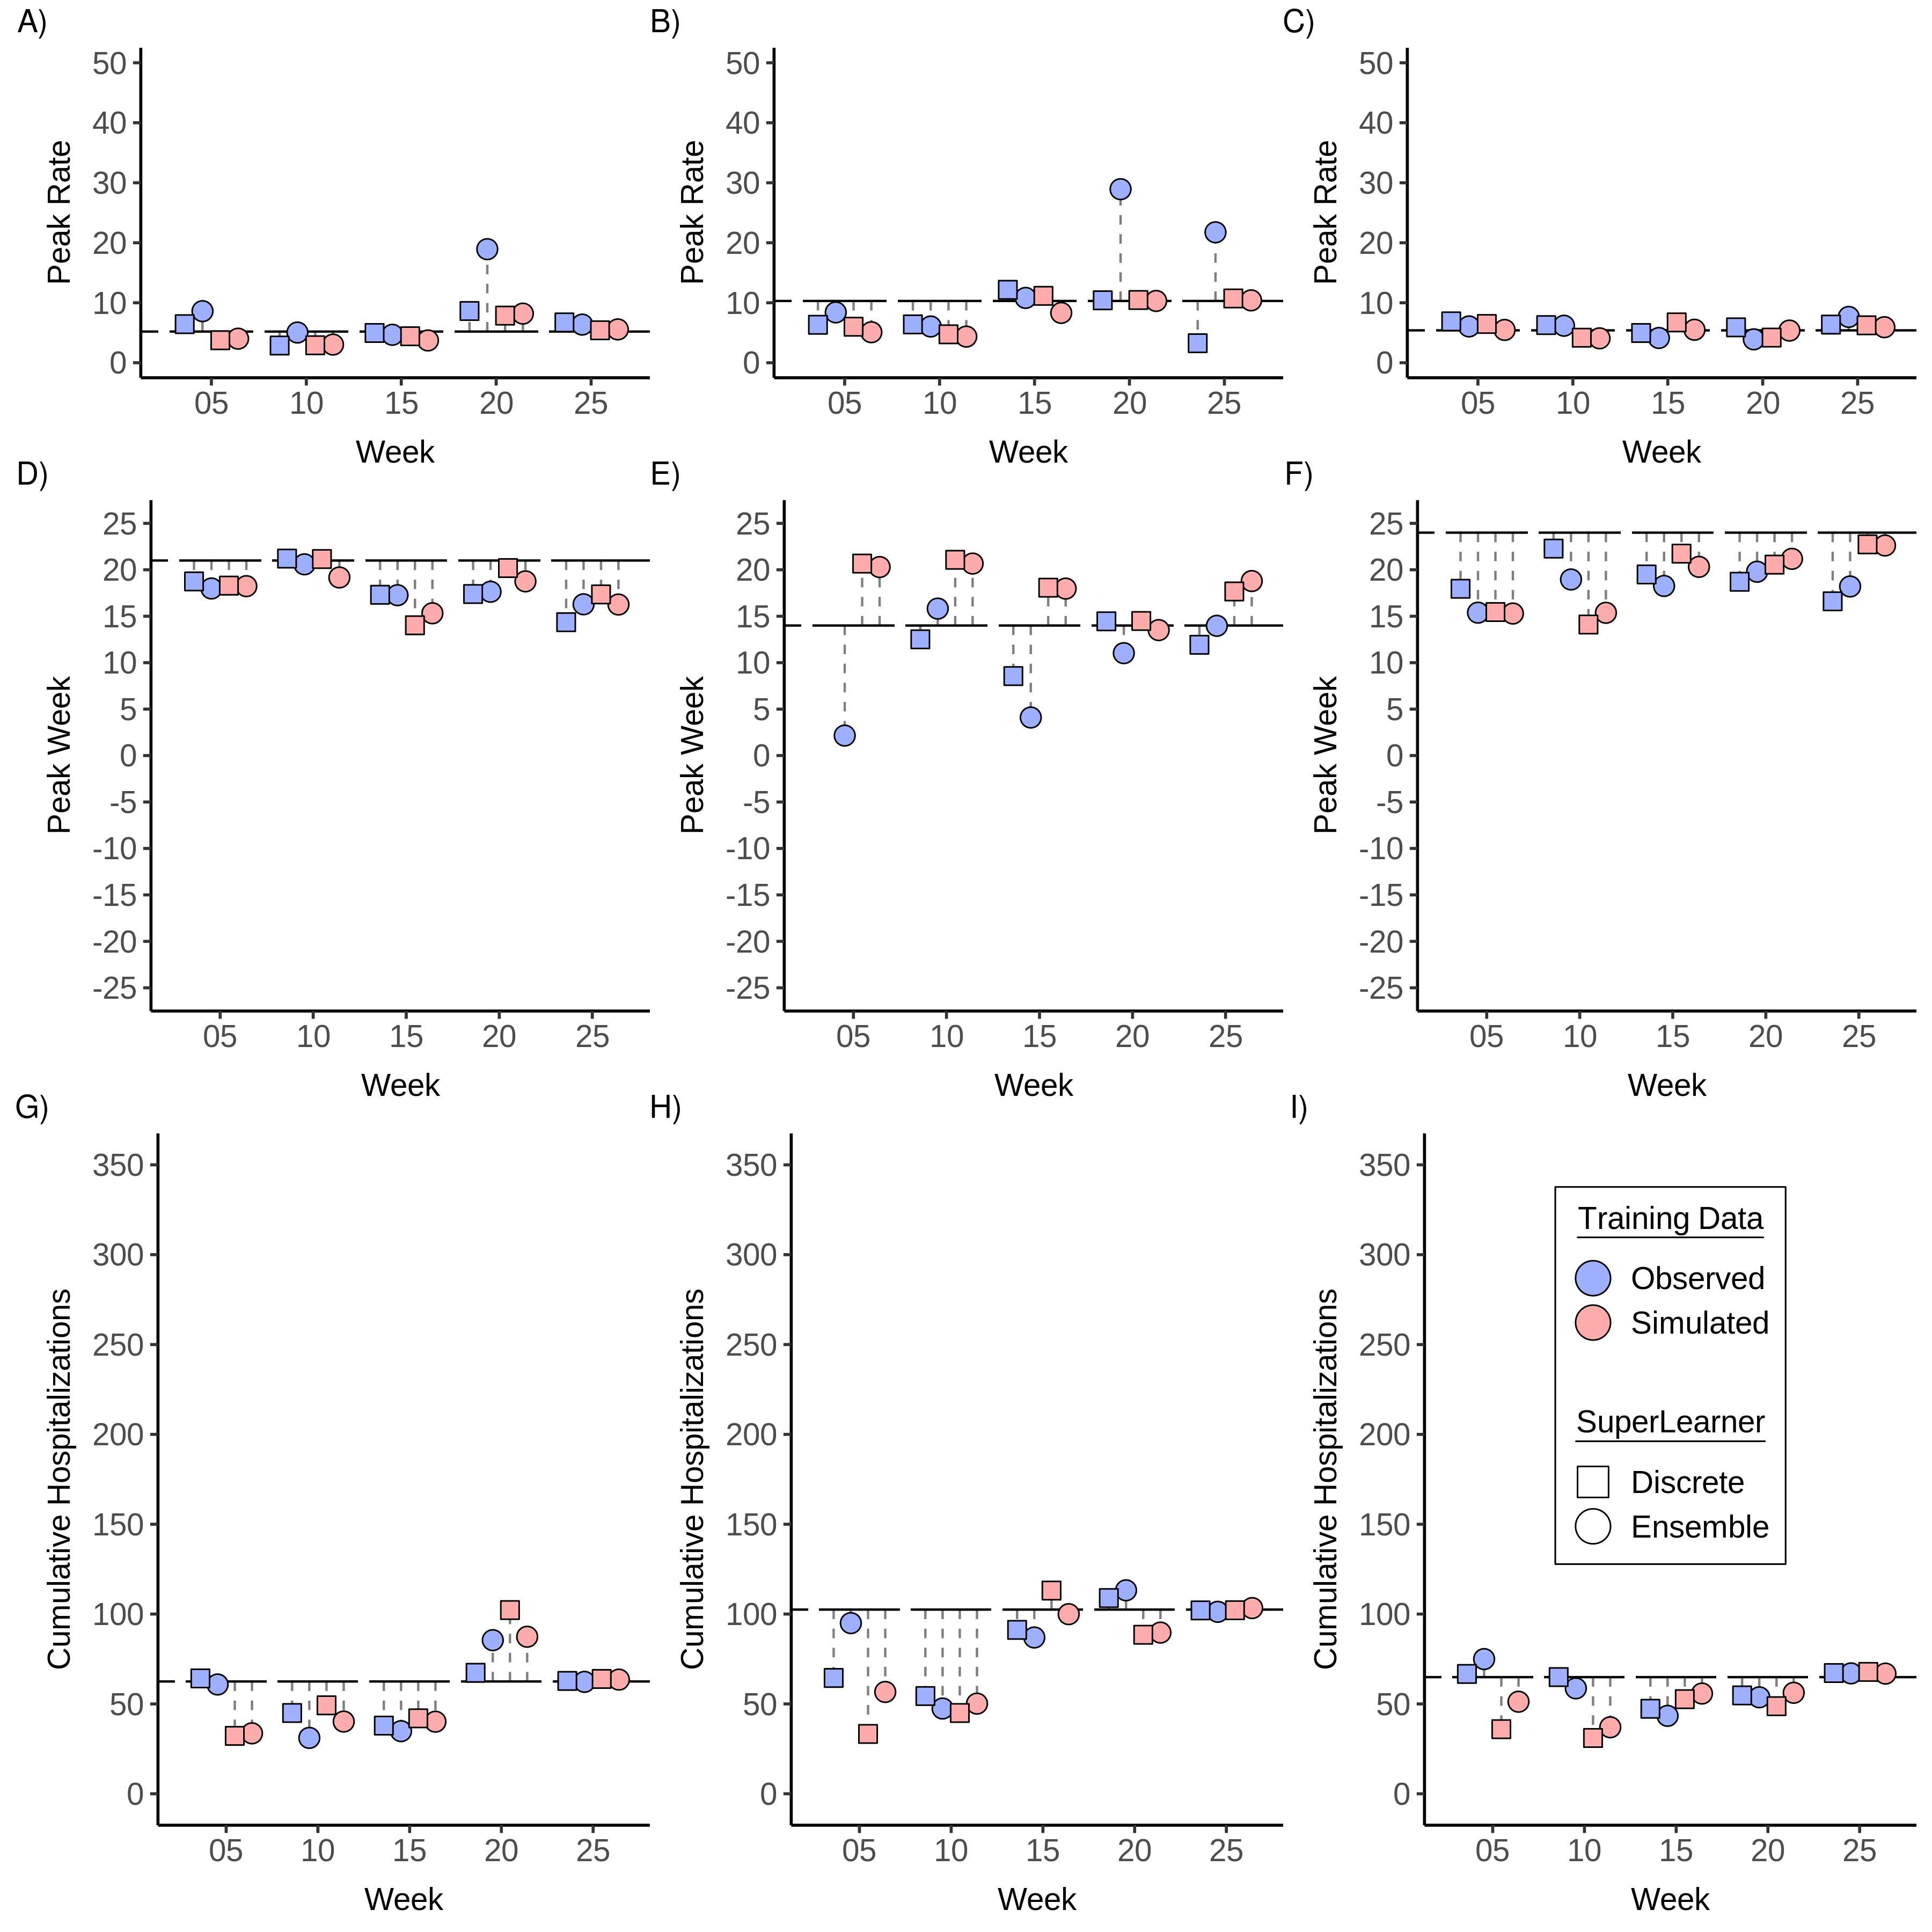 A)
50
40
30
20
10
0
Peak Rate
05 10 15 20 25
Week
B)
50
40
30
20
10
0
Peak Rate
05 10 15 20 25
Week
C)
50
40
30
20
10
0
Peak Rate
05 10 15 20 25
Week
D)
25
20
15
10
5
0
-5
-10
-15
-20
-25
Peak Week
05 10 15 20 25
Week
E)
25
20
15
10
5
0
-5
-10
-15
-20
-25
Peak Week
05 10 15 20 25
Week
F)
25
20
15
10
5
0
-5
-10
-15
-20
-25
Peak Week
05 10 15 20 25
Week
G)
350
300
250
200
150
100
50
0
Cumulative Hospitalizations
05 10 15 20 25
Week
H)
350
300
250
200
150
100
50
0
Cumulative Hospitalizations
05 10 15 20 25
Week
I)
350
300
250
200
150
100
50
0
Cumulative Hospitalizations
Training Data
Observed
Simulated
SuperLearner
Discrete
Ensemble
05 10 15 20 25
Week